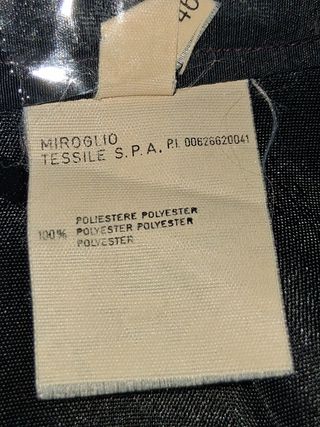 46
MIROGLIO
TESSILE S.P.A. P.I. 00626620041
POLIESTERE POLYESTER
100% POLYESTER POLYESTER
POLYESTER